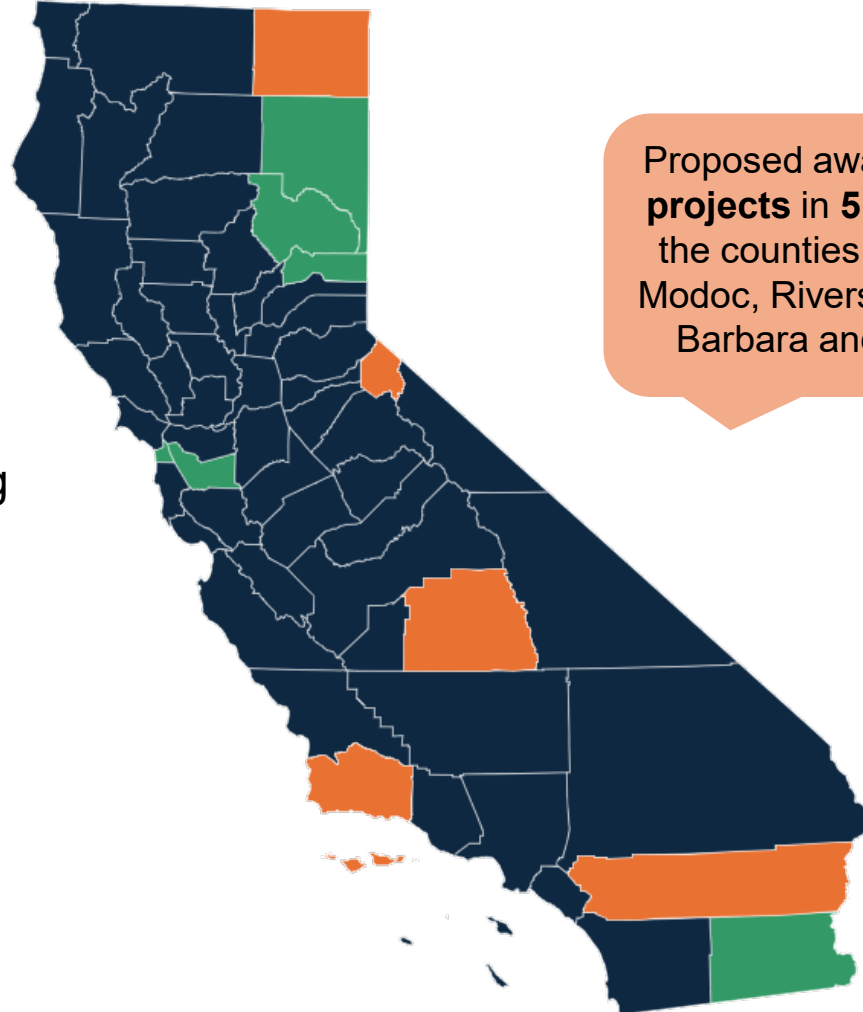 Proposed awa
projects in 5
the counties
Modoc, Rivers
Barbara and
g